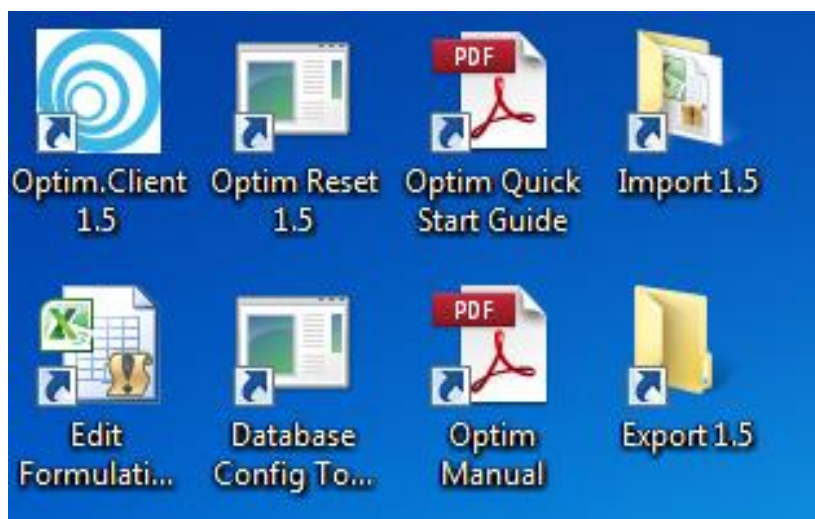 Optim.Client
1.5
Optim Reset
1.5
PDF
Optim Quick
Start Guide
Import 1.5
Edit
Formulati...
Database
Config To...
PDF
Optim
Manual
Export 1.5